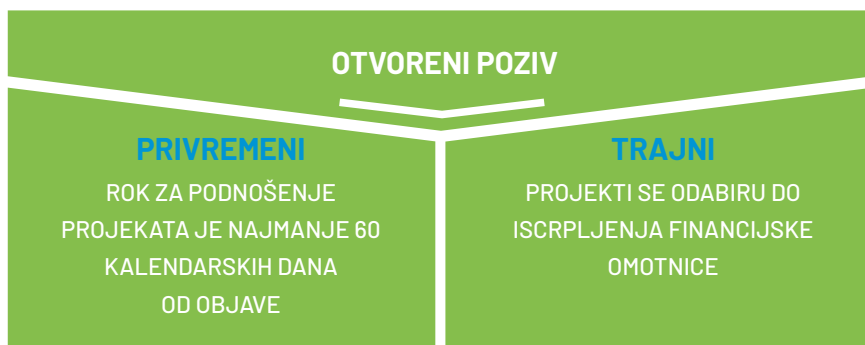 OTVORENI POZIV
PRIVREMENI
ROK ZA PODNOŠENJE
PROJEKATA JE NAJMANJE 60
KALENDARSKIH DANA
OD OBJAVE
TRAJNI
PROJEKTI SE ODABIRU DO
ISCRPLJENJA FINANCIJSKE
OMOTNICE